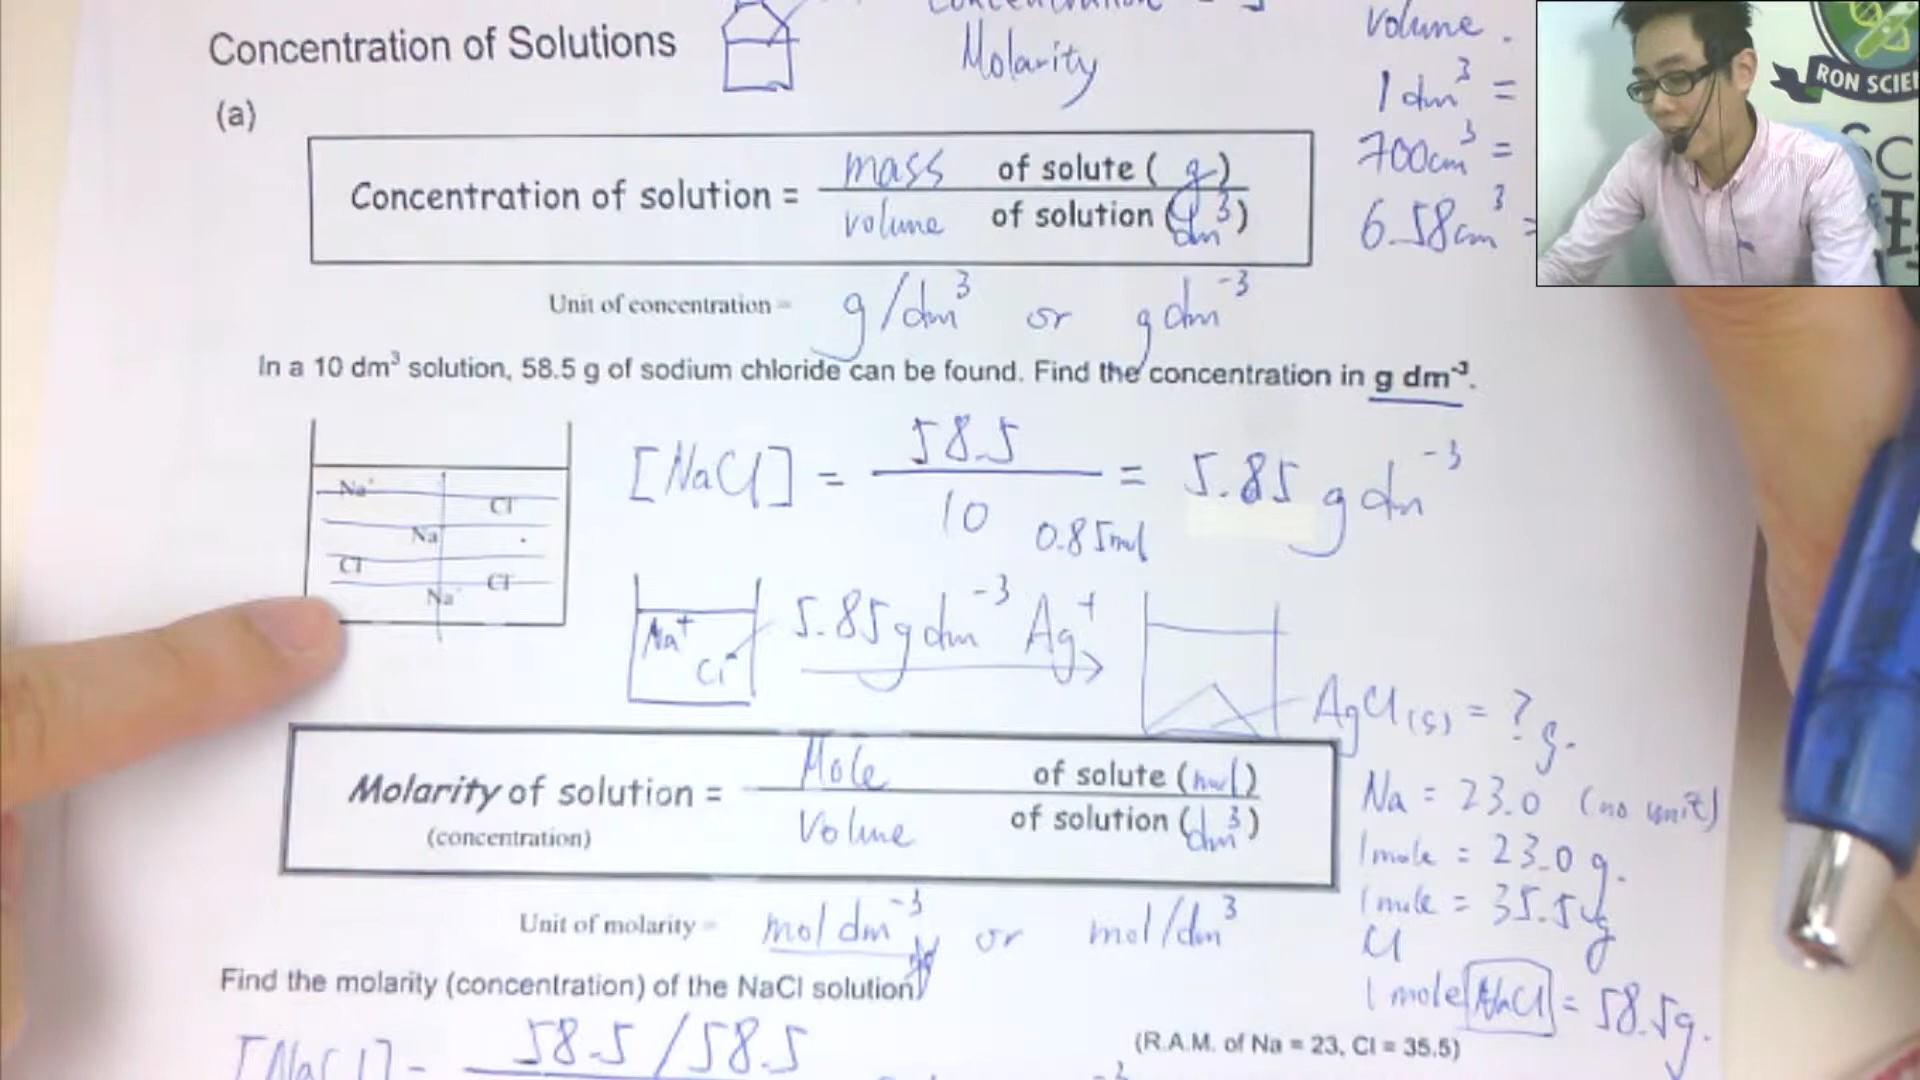 Concentration of Solutions
Molarity
volume.
1 dm³ =
700cm³ =
6.58cm³ =
RON SCIEN
(a)
Concentration of solution = mass of solute ( g )
volume of solution ( dm³ )
Unit of concentration = g/dm³ or g dm⁻³
In a 10 dm³ solution, 58.5 g of sodium chloride can be found. Find the concentration in g dm⁻³.
[NaCl] = 58.5 / 10 = 5.85 g dm⁻³
0.85mol
Na⁺
Cl⁻
Na
Cl⁻
Cl⁻
Na⁺
Na⁺
Cl⁻
5.85g dm⁻³ Ag⁺
AgCl(s) = ? g.
Molarity of solution = Mole of solute (mol)
(concentration) Volume of solution (dm³)
Unit of molarity = mol dm⁻³ or mol/dm³
Na = 23.0 (no unit)
1 mole = 23.0 g.
1 mole = 35.5 g
Cl
1 mole NaCl = 58.5g.
Find the molarity (concentration) of the NaCl solution
(R.A.M. of Na = 23, Cl = 35.5)
[NaCl] = 58.5 / 58.5